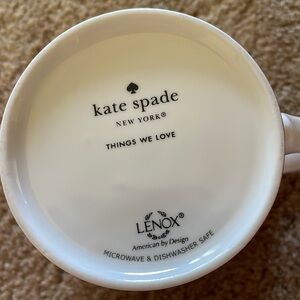 kate spade
NEW YORK®
THINGS WE LOVE
LENOX®
American by Design
MICROWAVE & DISHWASHER SAFE